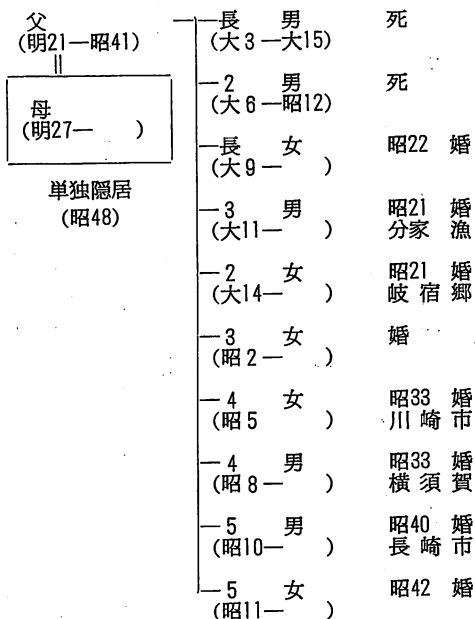 父 長 男 死
(明21―昭41) (大3―大15)
2 男 死
(大6―昭12)
母
(明27― )
長 女 昭22 婚
(大9― )
単独隠居
(昭48)
3 男 昭21 婚
(大11― ) 分家 漁
2 女 昭21 婚
(大14― ) 岐宿郷
3 女 婚
(昭2― )
4 女 昭33 婚
(昭5 ) 川崎市
4 男 昭33 婚
(昭8― ) 横須賀
5 男 昭40 婚
(昭10― ) 長崎市
5 女 昭42 婚
(昭11― )